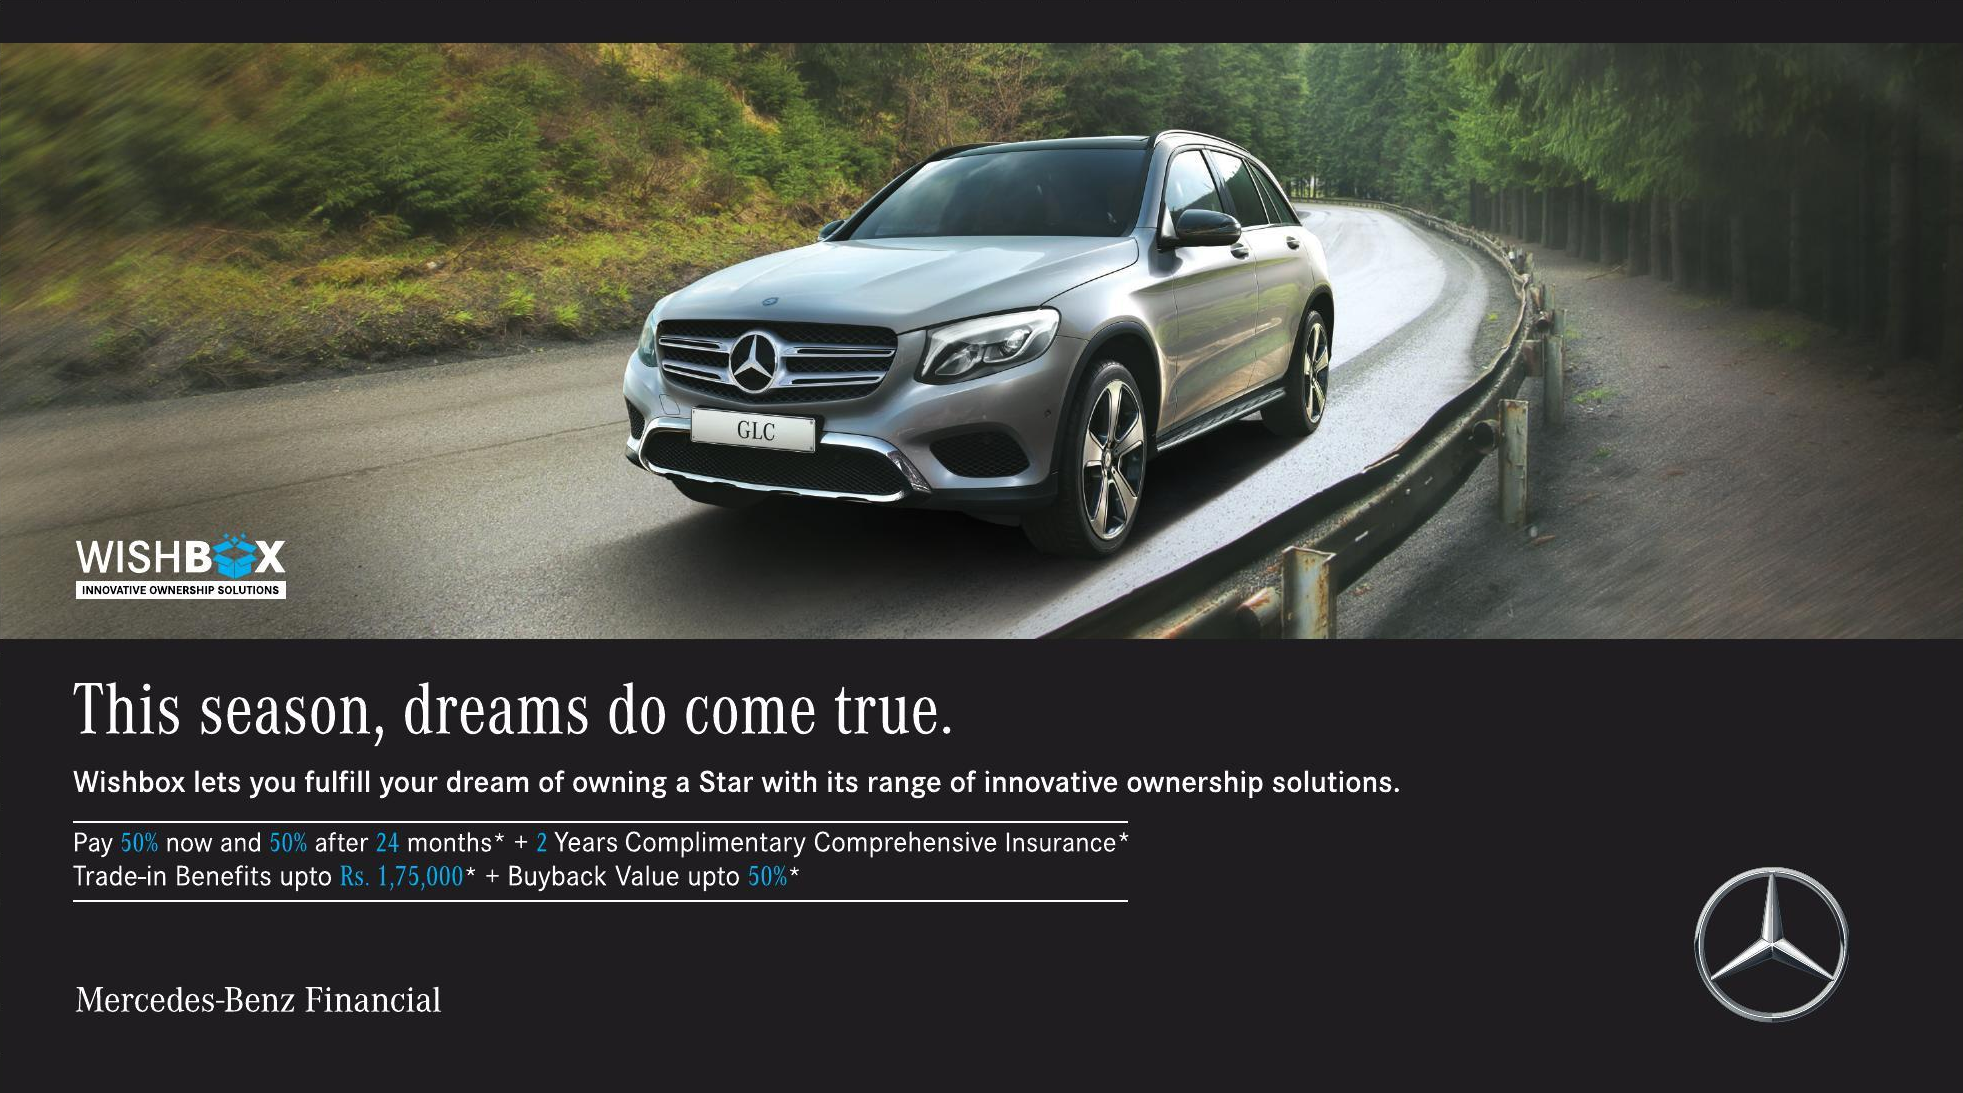 GLC
WISHBOX
INNOVATIVE OWNERSHIP SOLUTIONS
This season, dreams do come true.
Wishbox lets you fulfill your dream of owning a Star with its range of innovative ownership solutions.
Pay 50% now and 50% after 24 months* + 2 Years Complimentary Comprehensive Insurance*
Trade-in Benefits upto Rs. 1,75,000* + Buyback Value upto 50%*
Mercedes-Benz Financial